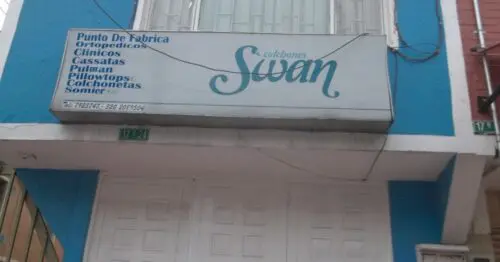 Punto De Fabrica
Ortopedicos
Clinicos
Cassatas
Pulman
Pillowtops
Colchonetas
Somier
colchones
Swan